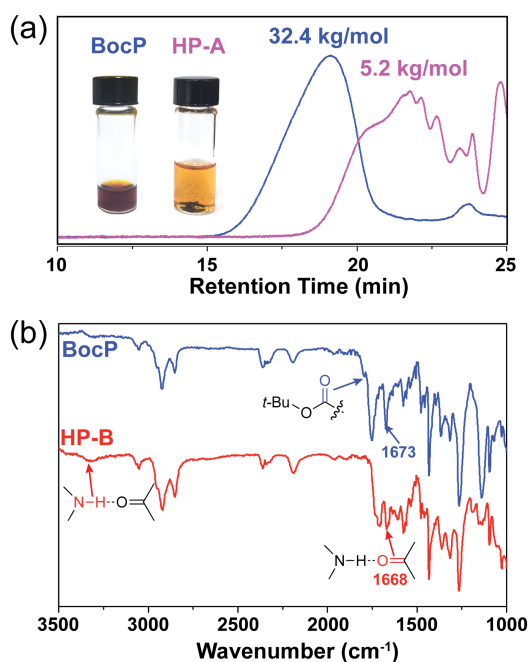 (a)
BocP HP-A
32.4 kg/mol
5.2 kg/mol
10 15 20 25
Retention Time (min)
(b)
BocP
O
t-Bu O
1673
HP-B
N-H---O
N-H---O
1668
3500 3000 2500 2000 1500 1000
Wavenumber (cm⁻¹)